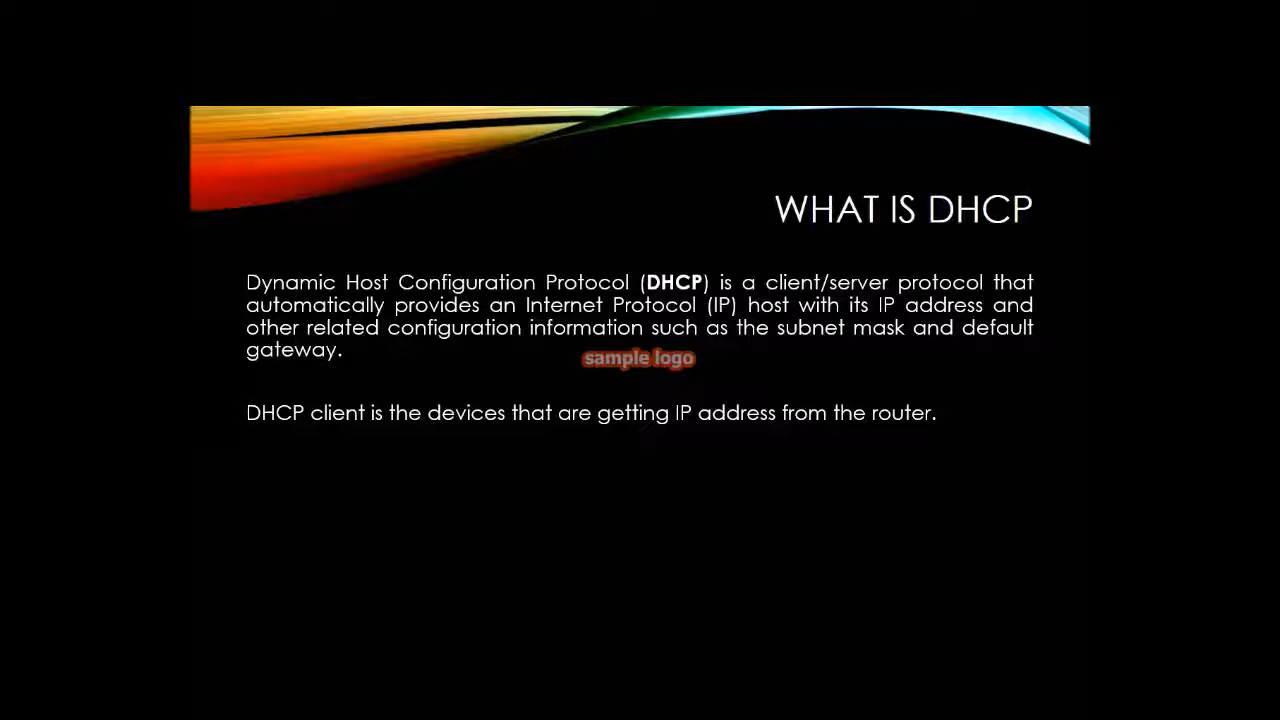 WHAT IS DHCP
Dynamic Host Configuration Protocol (DHCP) is a client/server protocol that
automatically provides an Internet Protocol (IP) host with its IP address and
other related configuration information such as the subnet mask and default
gateway.
sample logo
DHCP client is the devices that are getting IP address from the router.